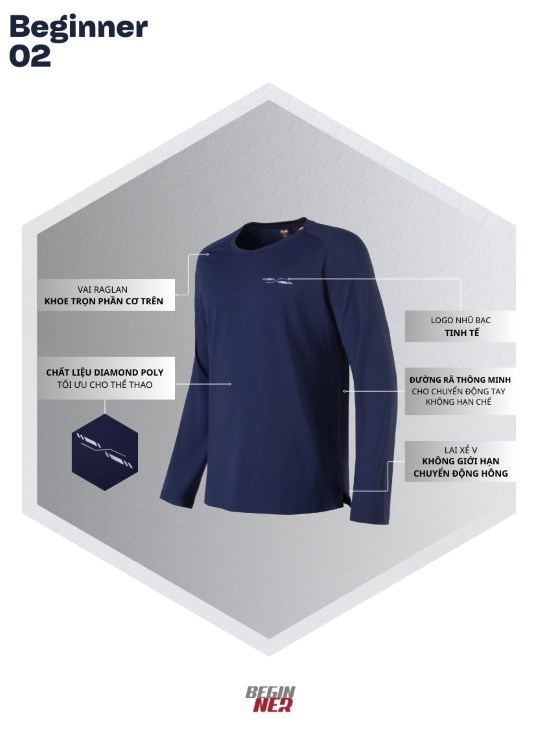 Beginner
02
VAI RAGLAN
KHOE TRỌN PHẦN CƠ TRÊN
LOGO NHŨ BẠC
TINH TẾ
CHẤT LIỆU DIAMOND POLY
TỐI ƯU CHO THỂ THAO
ĐƯỜNG RÃ THÔNG MINH
CHO CHUYỂN ĐỘNG TAY
KHÔNG HẠN CHẾ
LAI XẺ V
KHÔNG GIỚI HẠN
CHUYỂN ĐỘNG HÔNG
BEGIN
NER